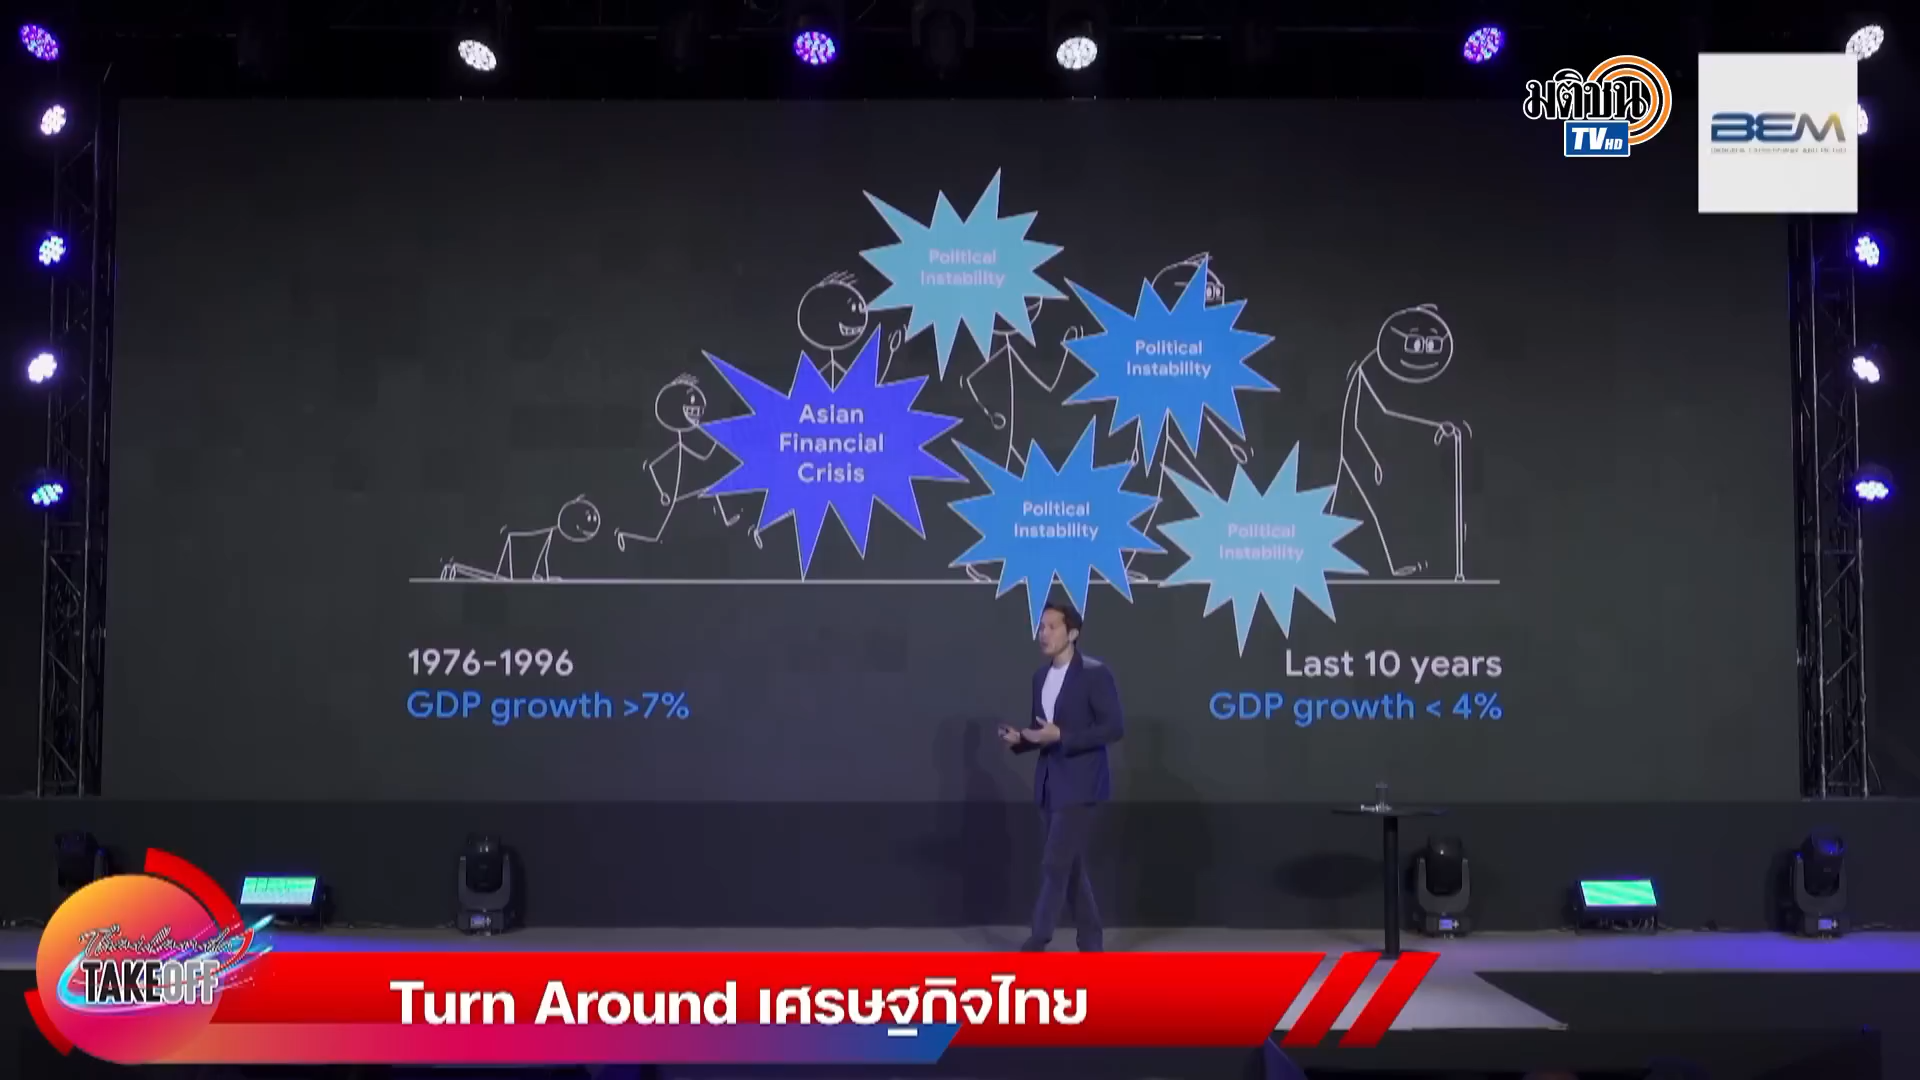 มติชน
TV HD
BEM
Political
Instability
Political
Instability
Asian
Financial
Crisis
Political
Instability
Political
Instability
1976-1996
GDP growth >7%
Last 10 years
GDP growth < 4%
Thailand
TAKEOFF
Turn Around เศรษฐกิจไทย